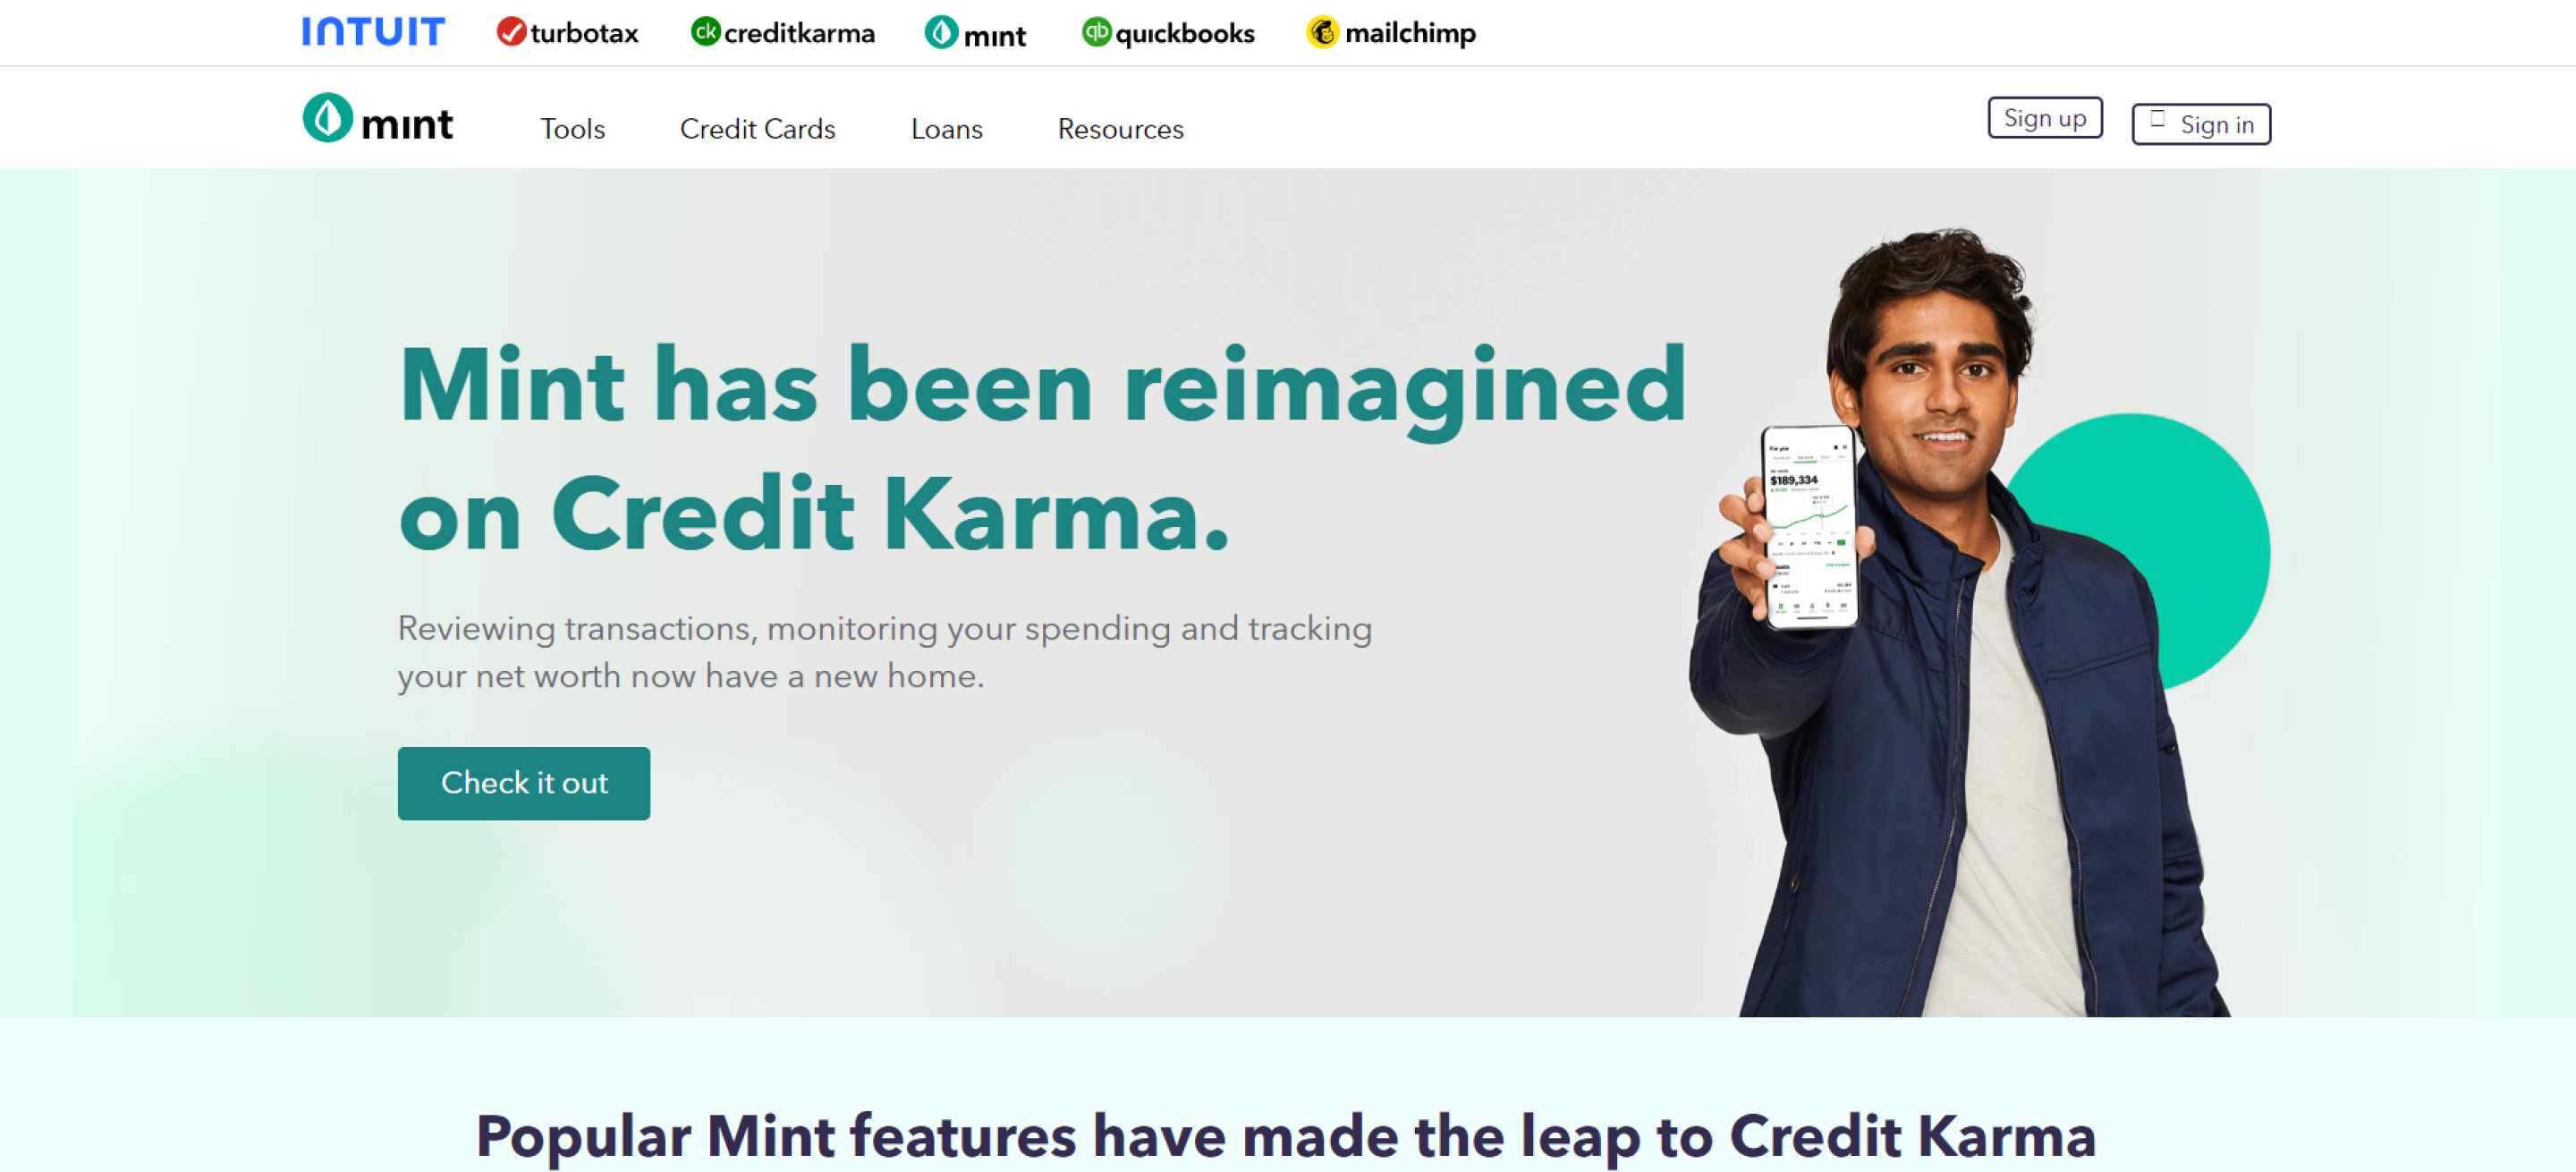 INTUIT turbotax creditkarma mint quickbooks mailchimp
mint Tools Credit Cards Loans Resources Sign up Sign in
Mint has been reimagined
on Credit Karma.
Reviewing transactions, monitoring your spending and tracking
your net worth now have a new home.
Check it out
For you
$189,334
Popular Mint features have made the leap to Credit Karma